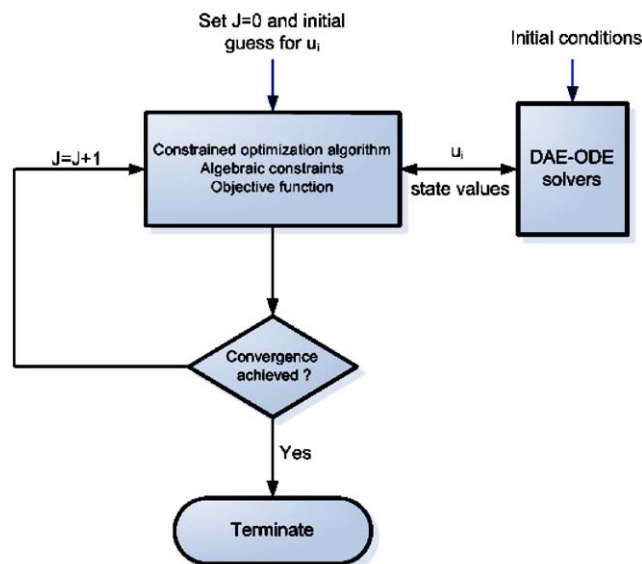 Set J=0 and initial
guess for uᵢ
Initial conditions
J=J+1
Constrained optimization algorithm
Algebraic constraints
Objective function
uᵢ
state values
DAE-ODE
solvers
Convergence
achieved ?
Yes
Terminate